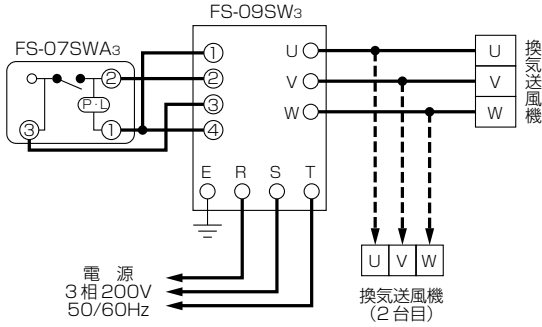 FS-09SW3
FS-07SWA3
②
P・L
③
①
①
②
③
④
U
V
W
E
R
S
T
U
V
W
換気送風機
U
V
W
換気送風機
(2台目)
電 源
3相200V
50/60Hz